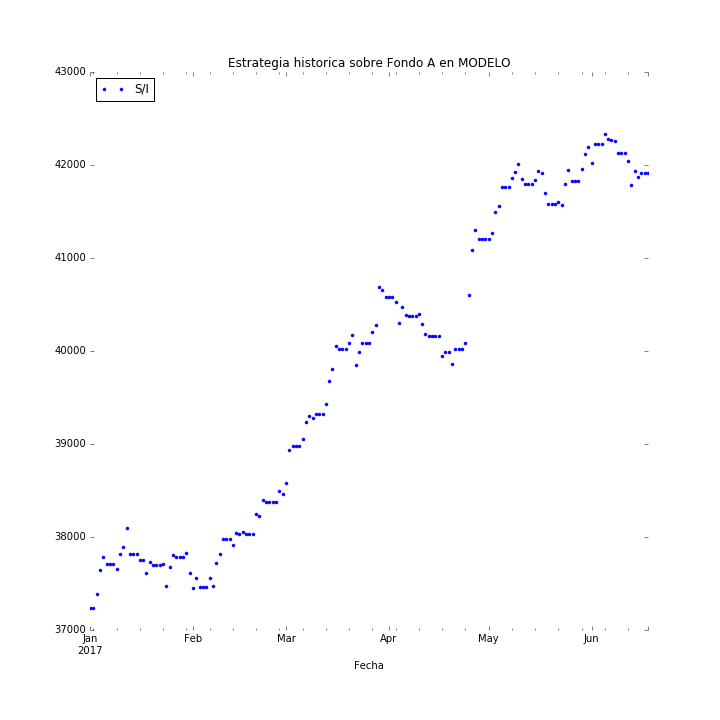 Estrategia historica sobre Fondo A en MODELO
S/I
43000
42000
41000
40000
39000
38000
37000
Jan Feb Mar Apr May Jun
2017
Fecha